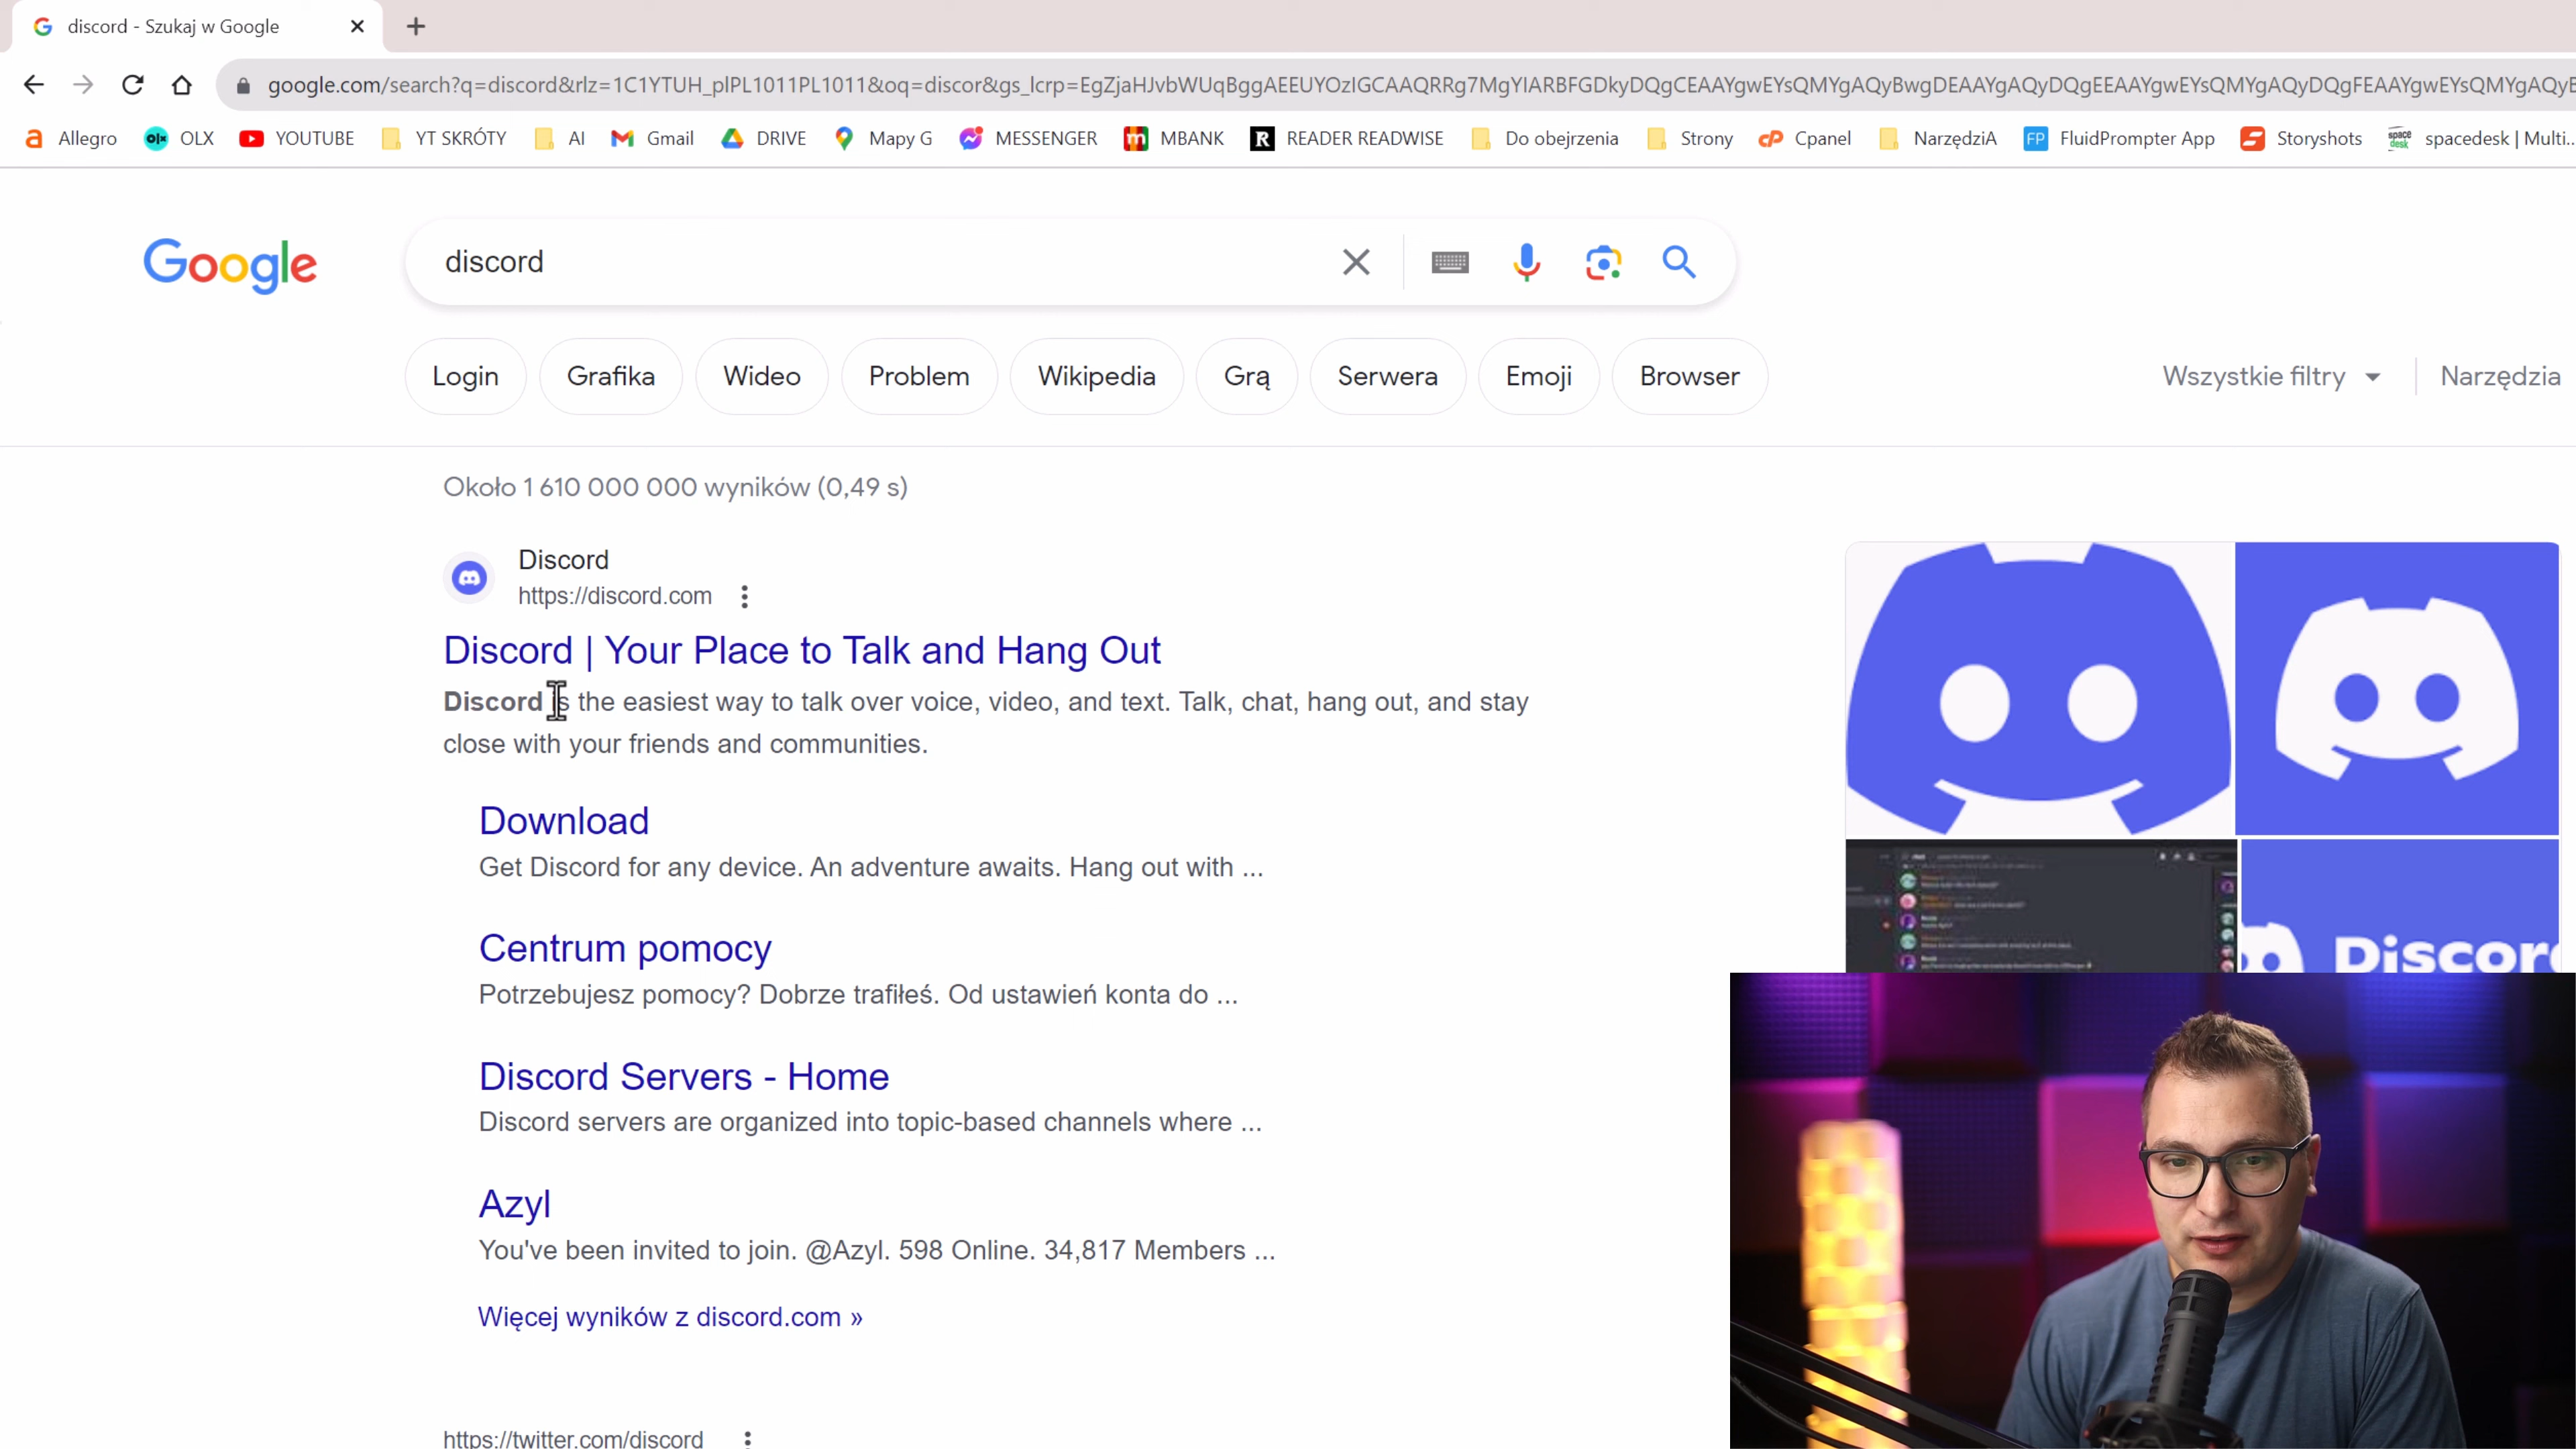 discord - Szukaj w Google
google.com/search?q=discord&rlz=1C1YTUH_plPL1011PL1011&oq=discor&gs_lcrp=EgZjaHJvbWUqBggAEEUYOzIGCAAQRRg7MgYIARBFGDkyDQgCEAAYgwEYsQMYgAQyBwgDEAAYgAQyDQgEEAAYgwEYsQMYgAQyDQgFEAAYgwEYsQMYgAQyB
Allegro OLX YOUTUBE YT SKRÓTY AI Gmail DRIVE Mapy G MESSENGER MBANK READER READWISE Do obejrzenia Strony Cpanel NarzędziA FluidPrompter App Storyshots spacedesk | Multi...
Google discord
Login Grafika Wideo Problem Wikipedia Grą Serwera Emoji Browser Wszystkie filtry Narzędzia
Około 1 610 000 000 wyników (0,49 s)
Discord
https://discord.com
Discord | Your Place to Talk and Hang Out
Discord is the easiest way to talk over voice, video, and text. Talk, chat, hang out, and stay
close with your friends and communities.
Download
Get Discord for any device. An adventure awaits. Hang out with ...
Centrum pomocy
Potrzebujesz pomocy? Dobrze trafiłeś. Od ustawień konta do ...
Discord Servers - Home
Discord servers are organized into topic-based channels where ...
Azyl
You've been invited to join. @Azyl. 598 Online. 34,817 Members ...
Więcej wyników z discord.com »
https://twitter.com/discord
Discord